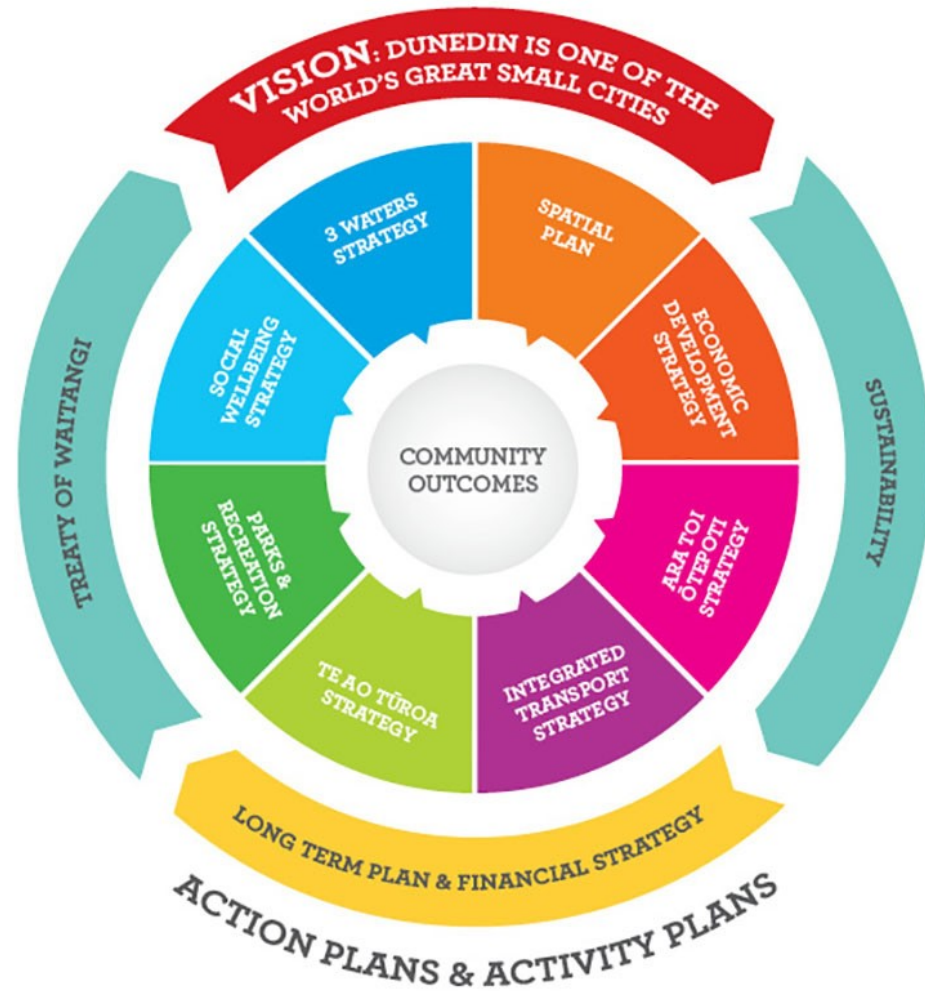 VISION: DUNEDIN IS ONE OF THE
WORLD'S GREAT SMALL CITIES
SPATIAL
PLAN
ECONOMIC
DEVELOPMENT
STRATEGY
ARA TOI
ŌTEPOTI
STRATEGY
INTEGRATED
TRANSPORT
STRATEGY
TE AO TŪROA
STRATEGY
PARKS &
RECREATION
STRATEGY
SOCIAL
WELLBEING
STRATEGY
3 WATERS
STRATEGY
COMMUNITY
OUTCOMES
SUSTAINABILITY
LONG TERM PLAN & FINANCIAL STRATEGY
TREATY OF WAITANGI
ACTION PLANS & ACTIVITY PLANS